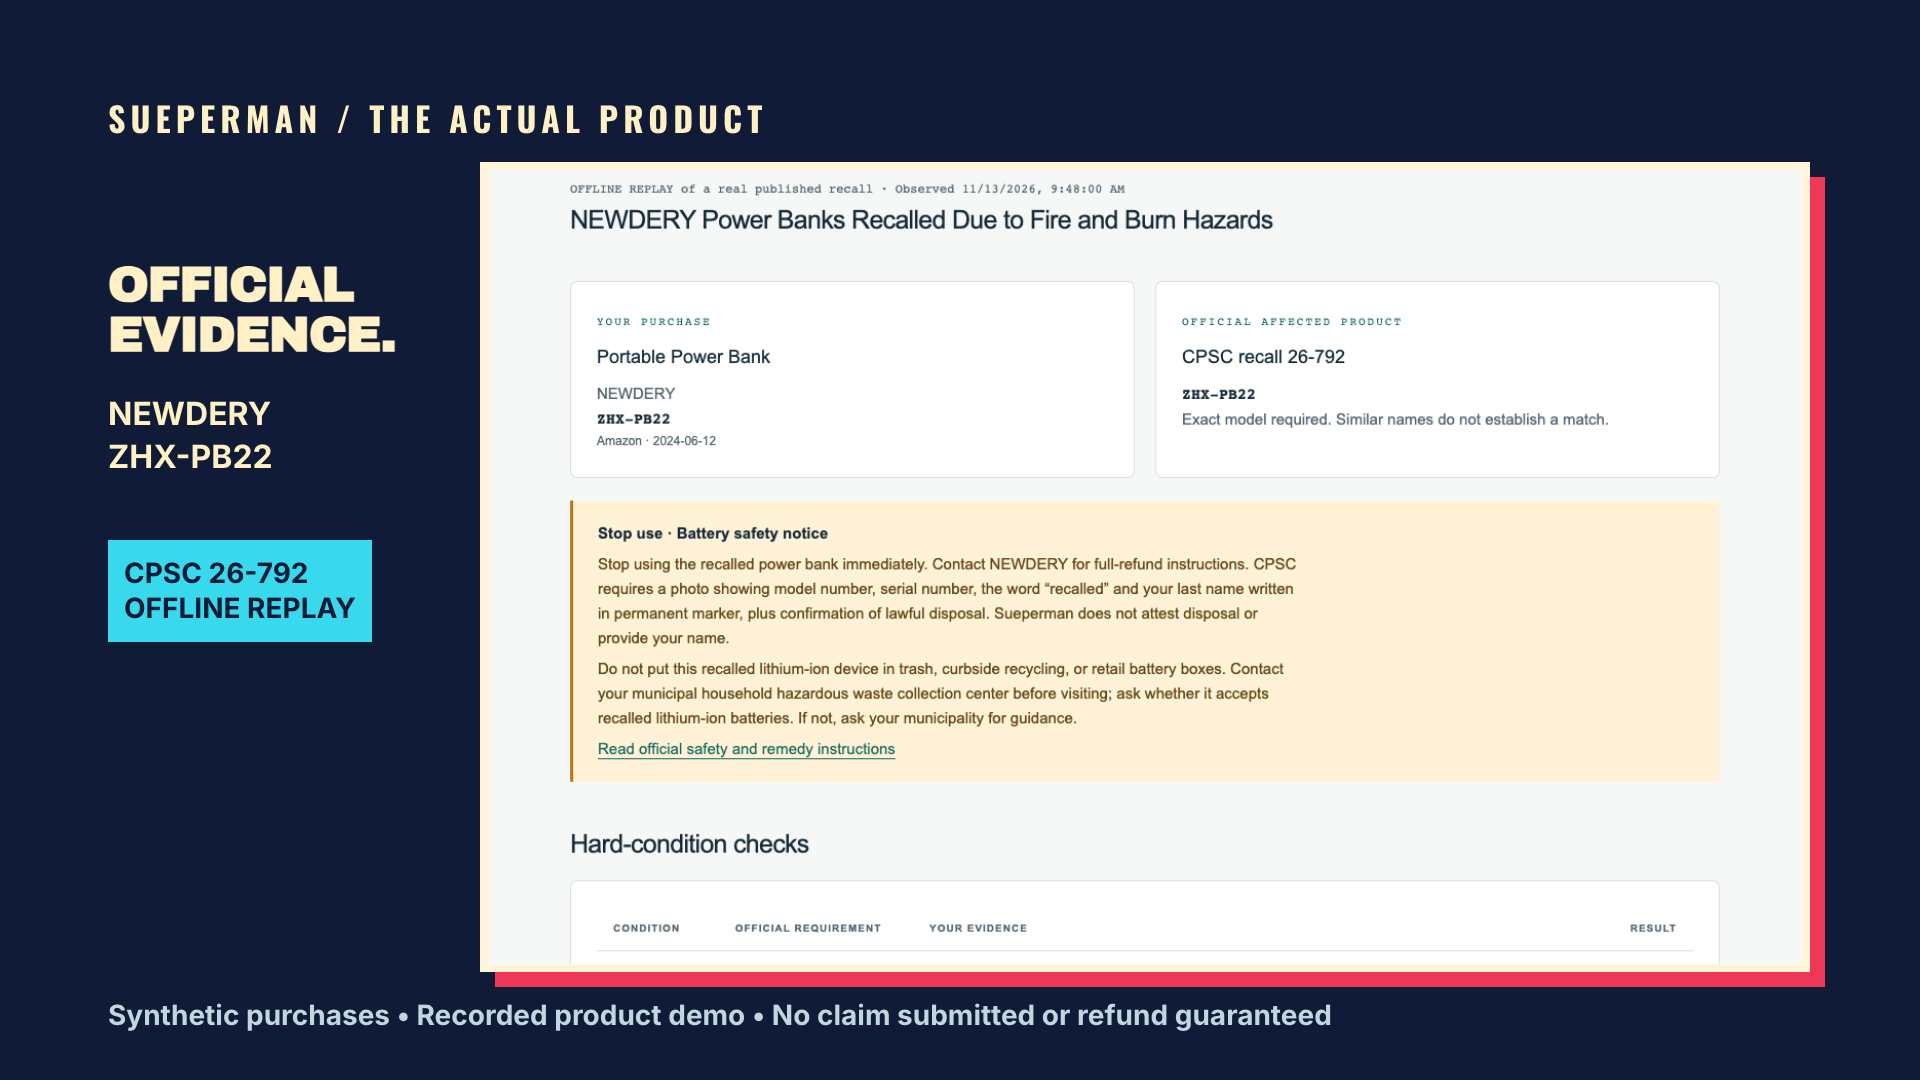 SUEPERMAN / THE ACTUAL PRODUCT
OFFICIAL
EVIDENCE.
NEWDERY
ZHX-PB22
CPSC 26-792
OFFLINE REPLAY
OFFLINE REPLAY of a real published recall · Observed 11/13/2026, 9:48:00 AM
NEWDERY Power Banks Recalled Due to Fire and Burn Hazards
YOUR PURCHASE
Portable Power Bank
NEWDERY
ZHX-PB22
Amazon · 2024-06-12
OFFICIAL AFFECTED PRODUCT
CPSC recall 26-792
ZHX-PB22
Exact model required. Similar names do not establish a match.
Stop use · Battery safety notice
Stop using the recalled power bank immediately. Contact NEWDERY for full-refund instructions. CPSC
requires a photo showing model number, serial number, the word “recalled” and your last name written
in permanent marker, plus confirmation of lawful disposal. Sueperman does not attest disposal or
provide your name.
Do not put this recalled lithium-ion device in trash, curbside recycling, or retail battery boxes. Contact
your municipal household hazardous waste collection center before visiting; ask whether it accepts
recalled lithium-ion batteries. If not, ask your municipality for guidance.
Read official safety and remedy instructions
Hard-condition checks
CONDITION OFFICIAL REQUIREMENT YOUR EVIDENCE RESULT
Synthetic purchases • Recorded product demo • No claim submitted or refund guaranteed